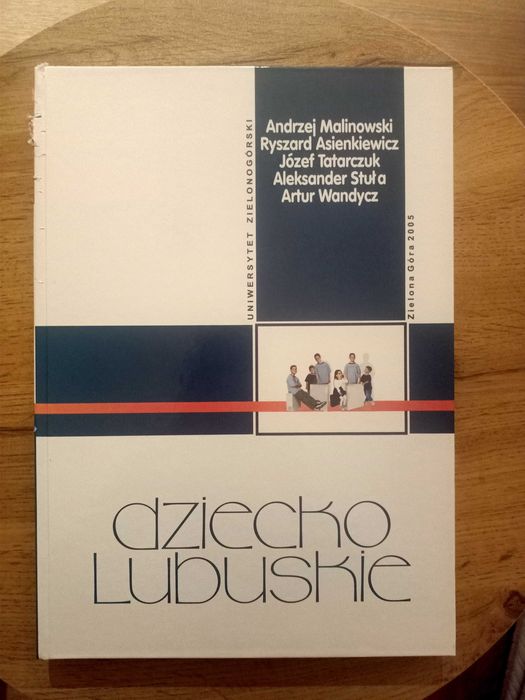 Andrzej Malinowski
Ryszard Asienkiewicz
Józef Tatarczuk
Aleksander Stuła
Artur Wandycz
UNIWERSYTET ZIELONOGÓRSKI
Zielona Góra 2005
dziecko
Lubuskie